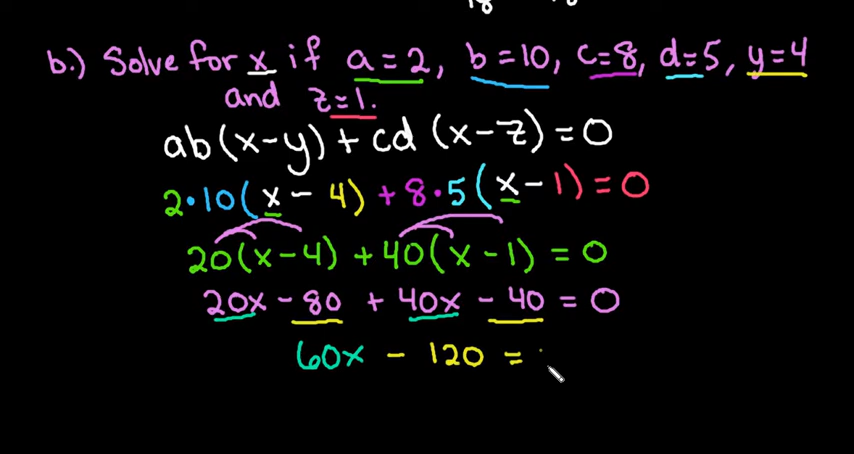 b.) Solve for x if a = 2, b = 10, c = 8, d = 5, y = 4
and z = 1.
ab(x - y) + cd (x - z) = 0
2 • 10 ( x - 4) + 8 • 5 ( x - 1) = 0
20(x - 4) + 40( x - 1) = 0
20x - 80 + 40x - 40 = 0
60x - 120 =